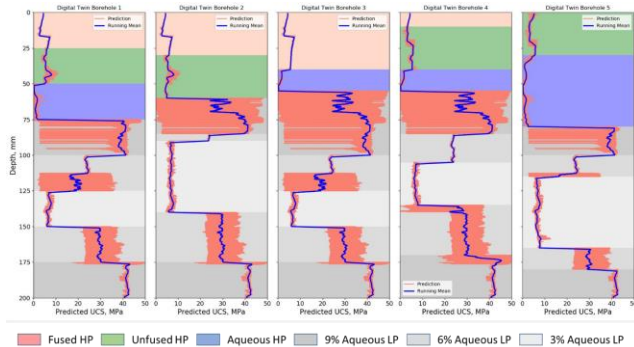 Digital Twin Borehole 1
Digital Twin Borehole 2
Digital Twin Borehole 3
Digital Twin Borehole 4
Digital Twin Borehole 5
Prediction
Running Mean
Prediction
Running Mean
Prediction
Running Mean
Prediction
Running Mean
Prediction
Running Mean
Depth, mm
0
25
50
75
100
125
150
175
200
0 10 20 30 40 50
0 10 20 30 40 50
0 10 20 30 40 50
0 10 20 30 40 50
0 10 20 30 40 50
Predicted UCS, MPa
Predicted UCS, MPa
Predicted UCS, MPa
Predicted UCS, MPa
Predicted UCS, MPa
Fused HP
Unfused HP
Aqueous HP
9% Aqueous LP
6% Aqueous LP
3% Aqueous LP